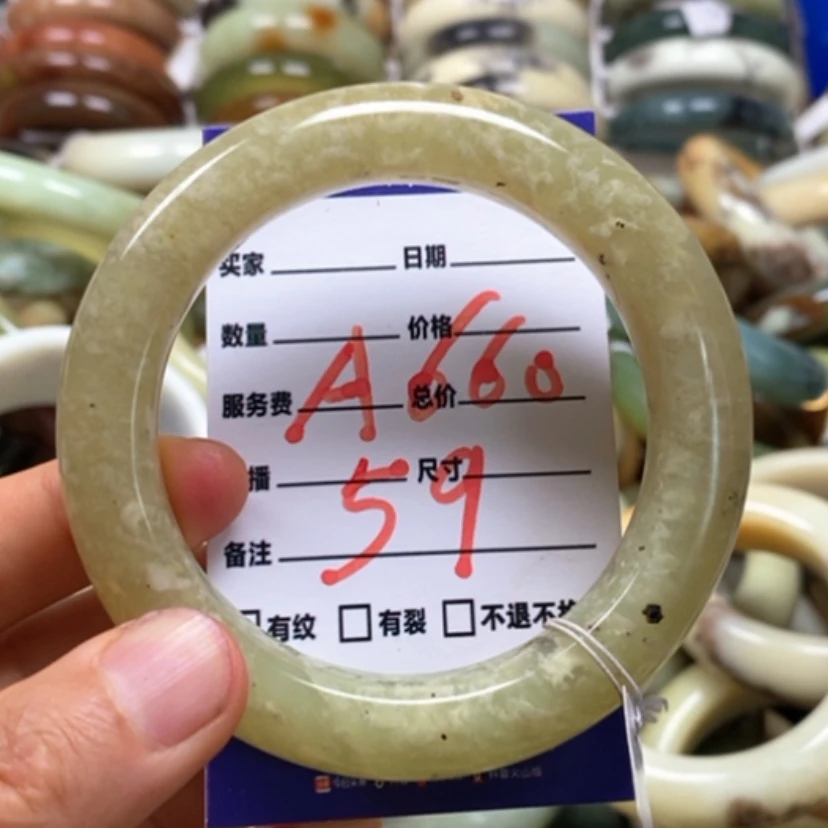 买家 日期
数量 价格
A660
服务费 总价
播 尺寸
59
备注
有纹 有裂 不退不